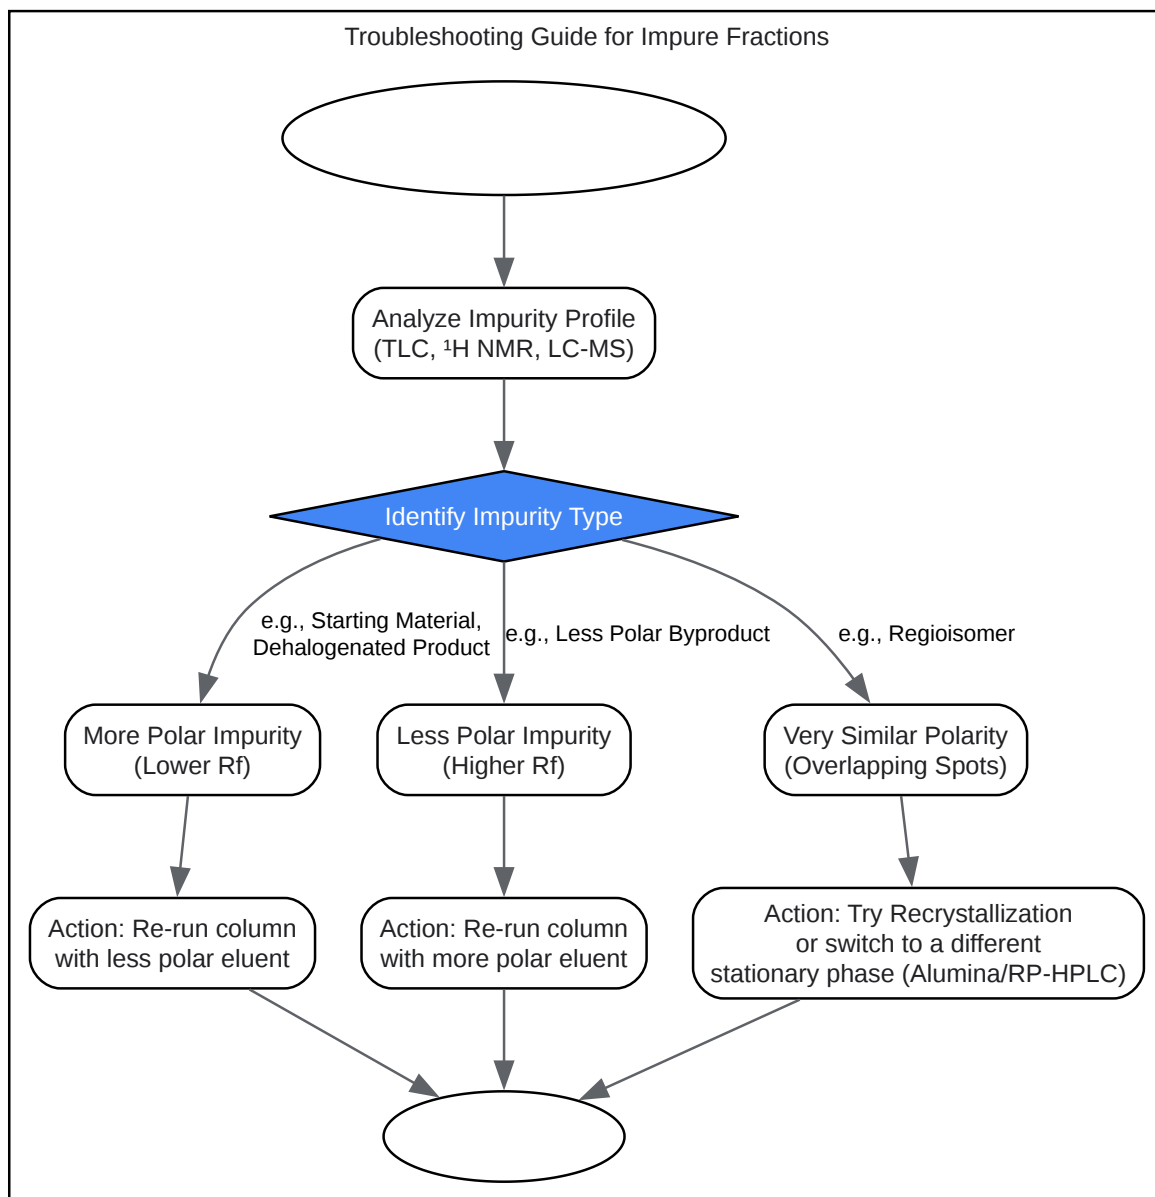 Troubleshooting Guide for Impure Fractions
Analyze Impurity Profile
(TLC, ¹H NMR, LC-MS)
Identify Impurity Type
e.g., Starting Material,
Dehalogenated Product
e.g., Less Polar Byproduct
e.g., Regioisomer
More Polar Impurity
(Lower Rf)
Less Polar Impurity
(Higher Rf)
Very Similar Polarity
(Overlapping Spots)
Action: Re-run column
with less polar eluent
Action: Re-run column
with more polar eluent
Action: Try Recrystallization
or switch to a different
stationary phase (Alumina/RP-HPLC)